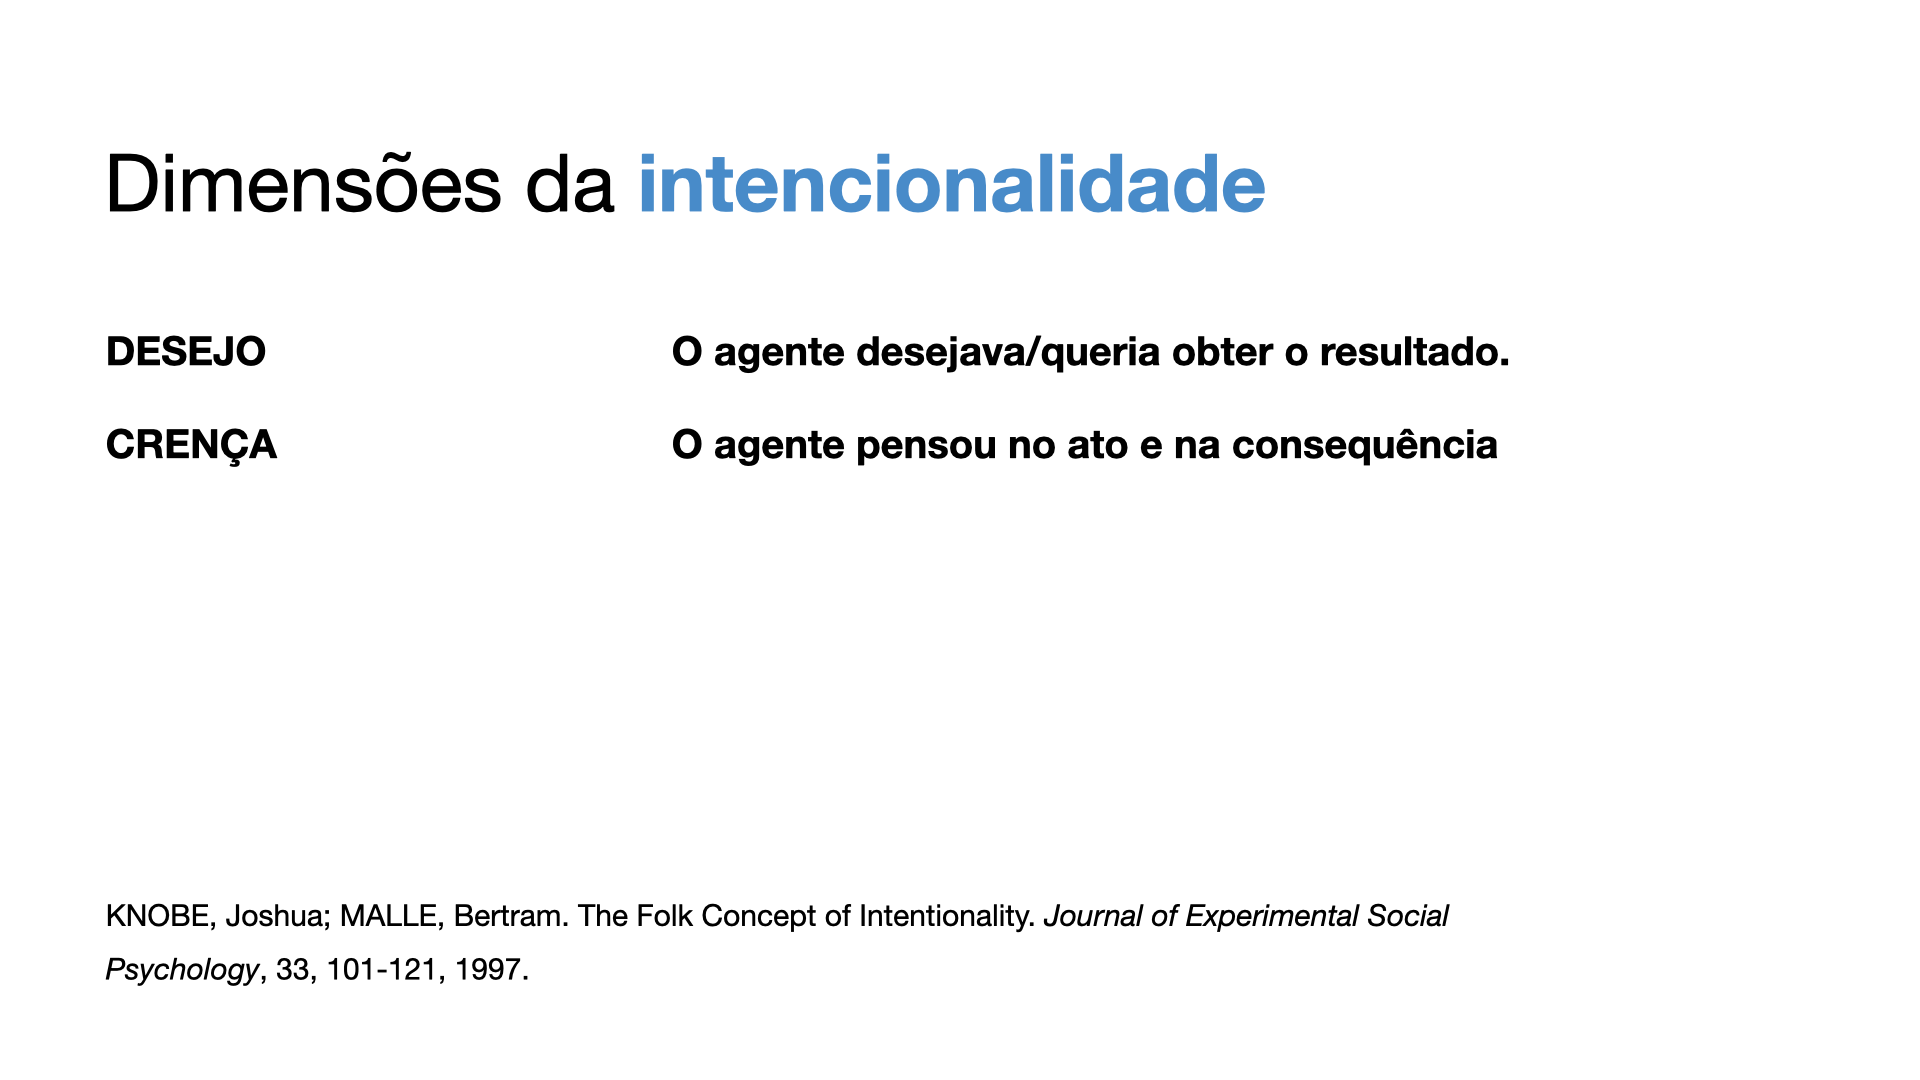 Dimensões da intencionalidade
DESEJO O agente desejava/queria obter o resultado.
CRENÇA O agente pensou no ato e na consequência
KNOBE, Joshua; MALLE, Bertram. The Folk Concept of Intentionality. Journal of Experimental Social
Psychology, 33, 101-121, 1997.